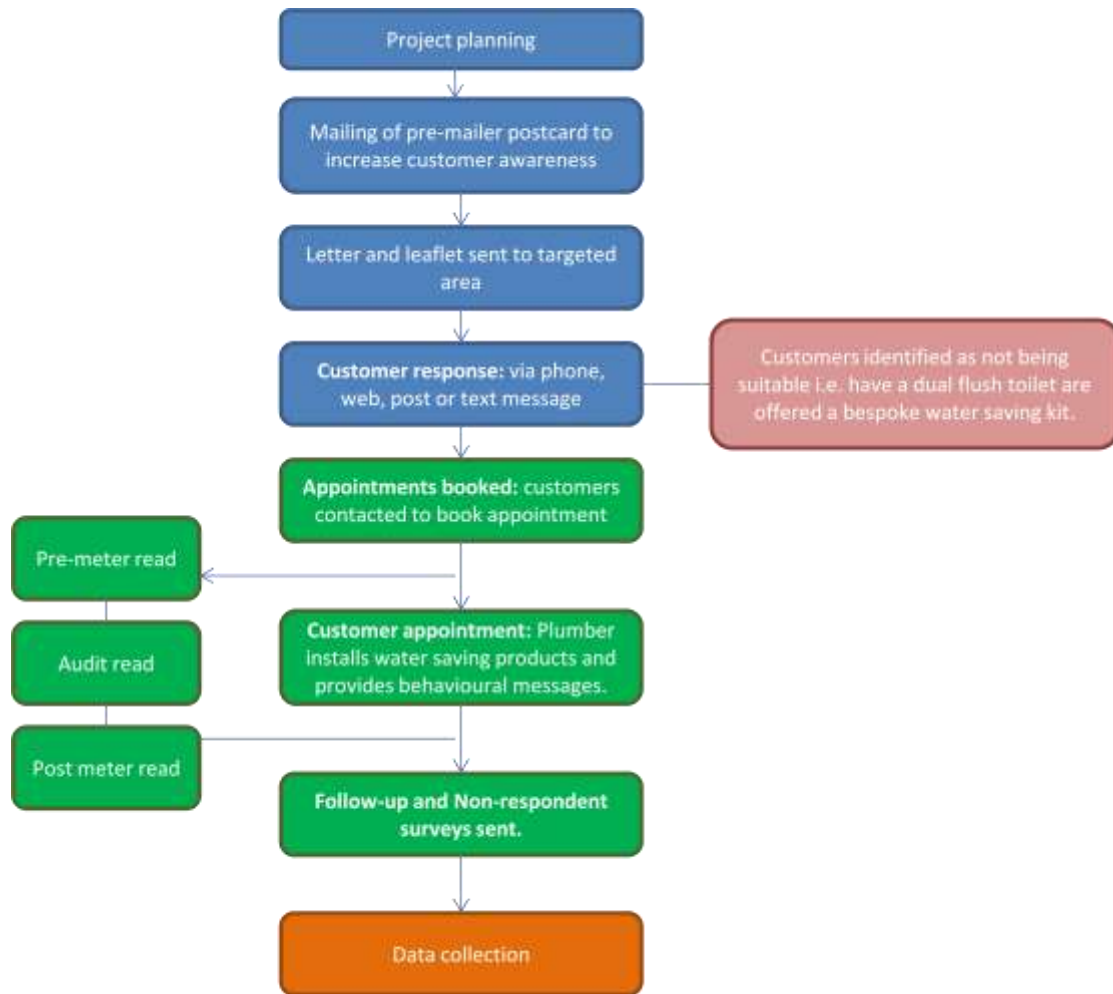 Project planning
Mailing of pre-mailer postcard to
increase customer awareness
Letter and leaflet sent to targeted
area
Customer response: via phone,
web, post or text message
Customers identified as not being
suitable i.e. have a dual flush toilet are
offered a bespoke water saving kit.
Appointments booked: customers
contacted to book appointment
Pre-meter read
Customer appointment: Plumber
installs water saving products and
provides behavioural messages.
Audit read
Post meter read
Follow-up and Non-respondent
surveys sent.
Data collection